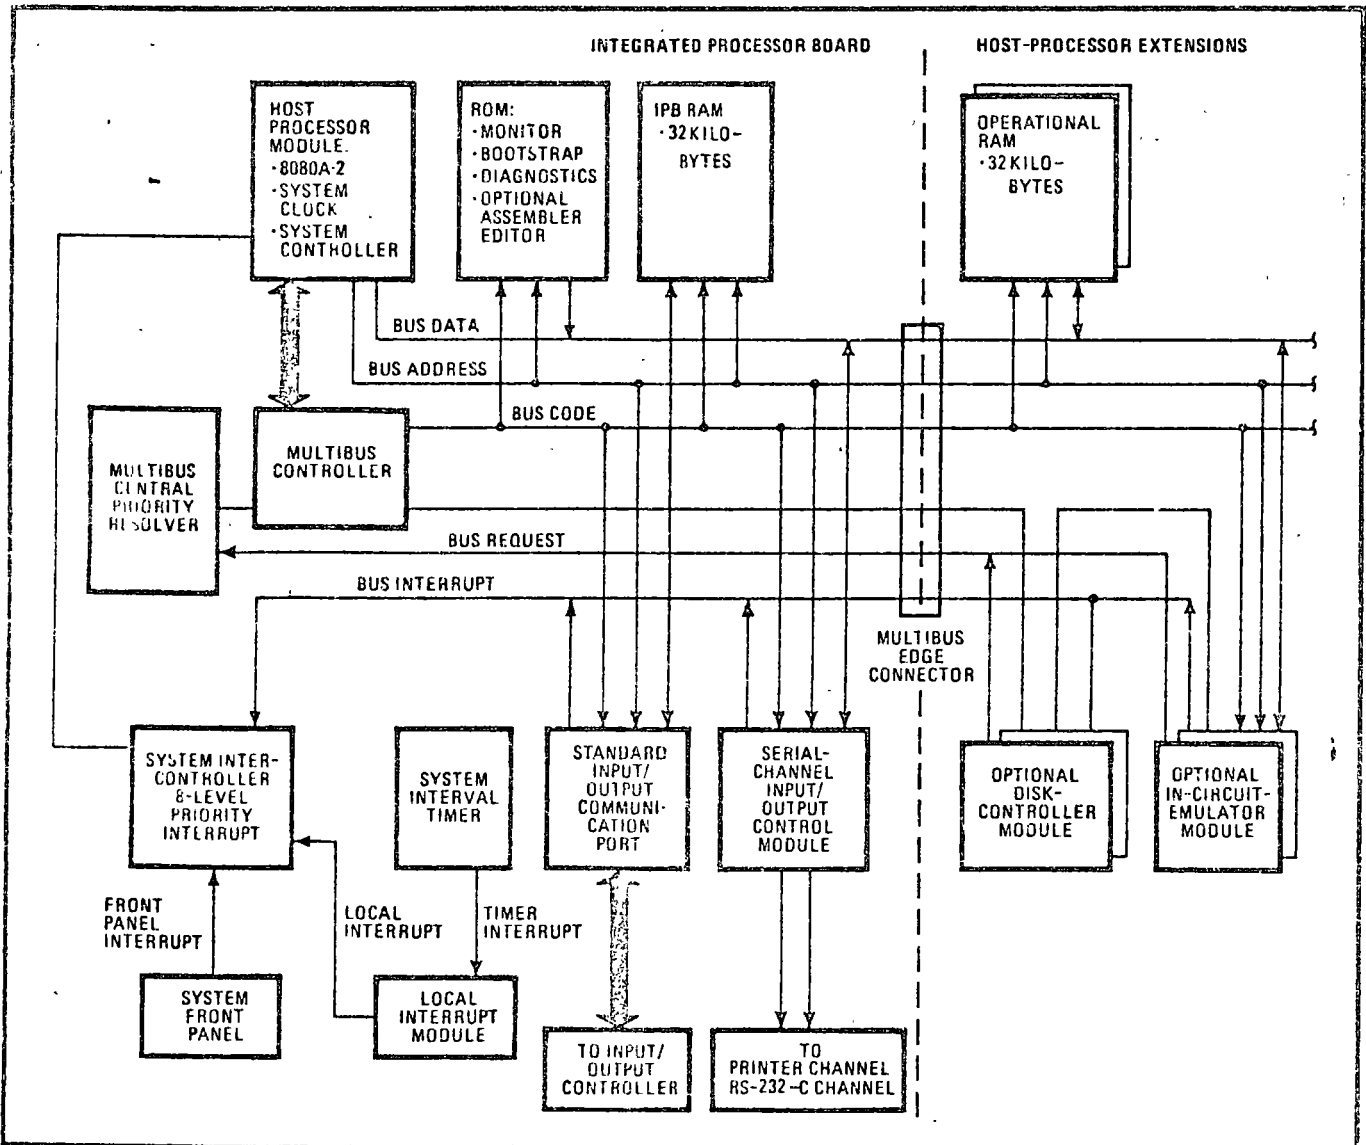 INTEGRATED PROCESSOR BOARD
HOST-PROCESSOR EXTENSIONS
HOST
PROCESSOR
MODULE.
·8080A-2
·SYSTEM
CLOCK
·SYSTEM
CONTROLLER
ROM:
·MONITOR
·BOOTSTRAP
·DIAGNOSTICS
·OPTIONAL
ASSEMBLER
EDITOR
IPB RAM
·32 KILO-
BYTES
OPERATIONAL
RAM
·32 KILO-
BYTES
BUS DATA
BUS ADDRESS
BUS CODE
MULTIBUS
CENTRAL
PRIORITY
RESOLVER
MULTIBUS
CONTROLLER
BUS REQUEST
BUS INTERRUPT
MULTIBUS
EDGE
CONNECTOR
SYSTEM INTER-
CONTROLLER
8-LEVEL
PRIORITY
INTERRUPT
SYSTEM
INTERVAL
TIMER
STANDARD
INPUT/
OUTPUT
COMMUNI-
CATION
PORT
SERIAL-
CHANNEL
INPUT/
OUTPUT
CONTROL
MODULE
OPTIONAL
DISK-
CONTROLLER
MODULE
OPTIONAL
IN-CIRCUIT-
EMULATOR
MODULE
FRONT
PANEL
INTERRUPT
LOCAL
INTERRUPT
TIMER
INTERRUPT
SYSTEM
FRONT
PANEL
LOCAL
INTERRUPT
MODULE
TO INPUT/
OUTPUT
CONTROLLER
TO
PRINTER CHANNEL
RS-232-C CHANNEL